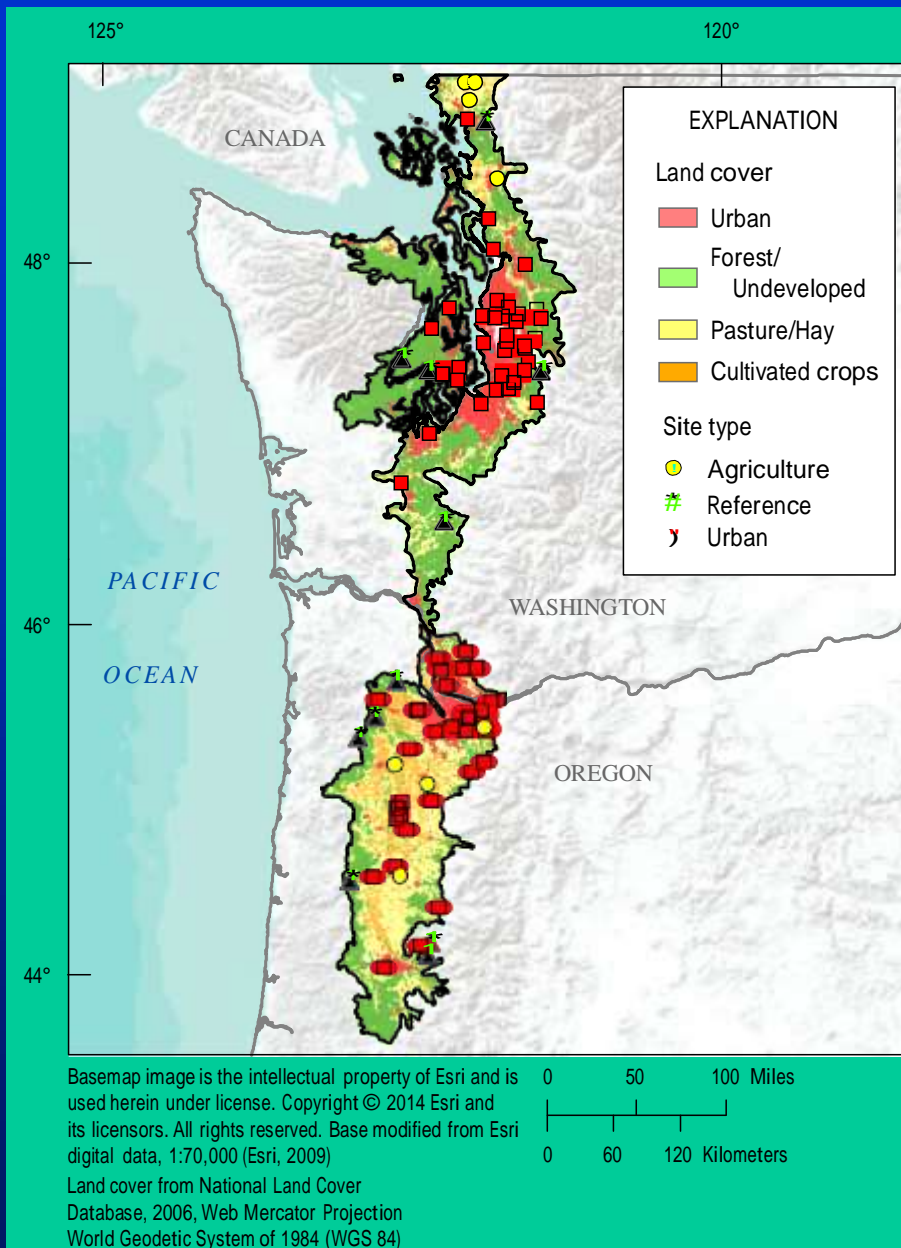 125°
120°
CANADA
EXPLANATION
Land cover
Urban
Forest/
Undeveloped
Pasture/Hay
Cultivated crops
Site type
Agriculture
# Reference
Urban
48°
PACIFIC
OCEAN
WASHINGTON
46°
OREGON
44°
Basemap image is the intellectual property of Esri and is
used herein under license. Copyright © 2014 Esri and
its licensors. All rights reserved. Base modified from Esri
digital data, 1:70,000 (Esri, 2009)
Land cover from National Land Cover
Database, 2006, Web Mercator Projection
World Geodetic System of 1984 (WGS 84)
0 50 100 Miles
0 60 120 Kilometers